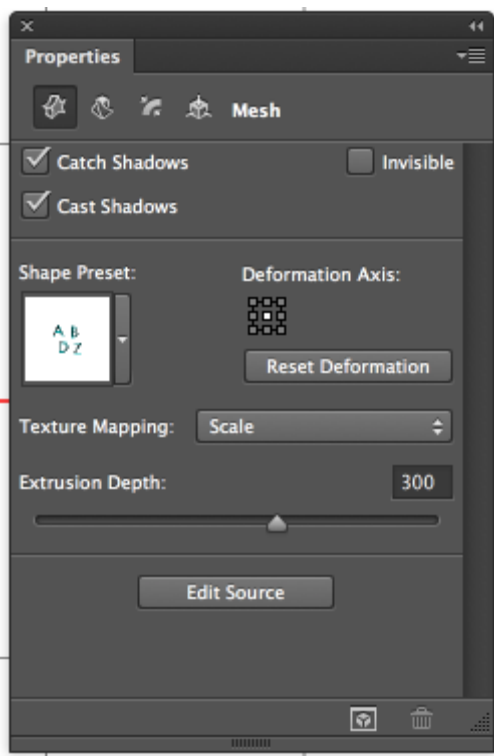 Properties
Mesh
Catch Shadows
Invisible
Cast Shadows
Shape Preset:
Deformation Axis:
A B
D Z
Reset Deformation
Texture Mapping:
Scale
Extrusion Depth:
300
Edit Source